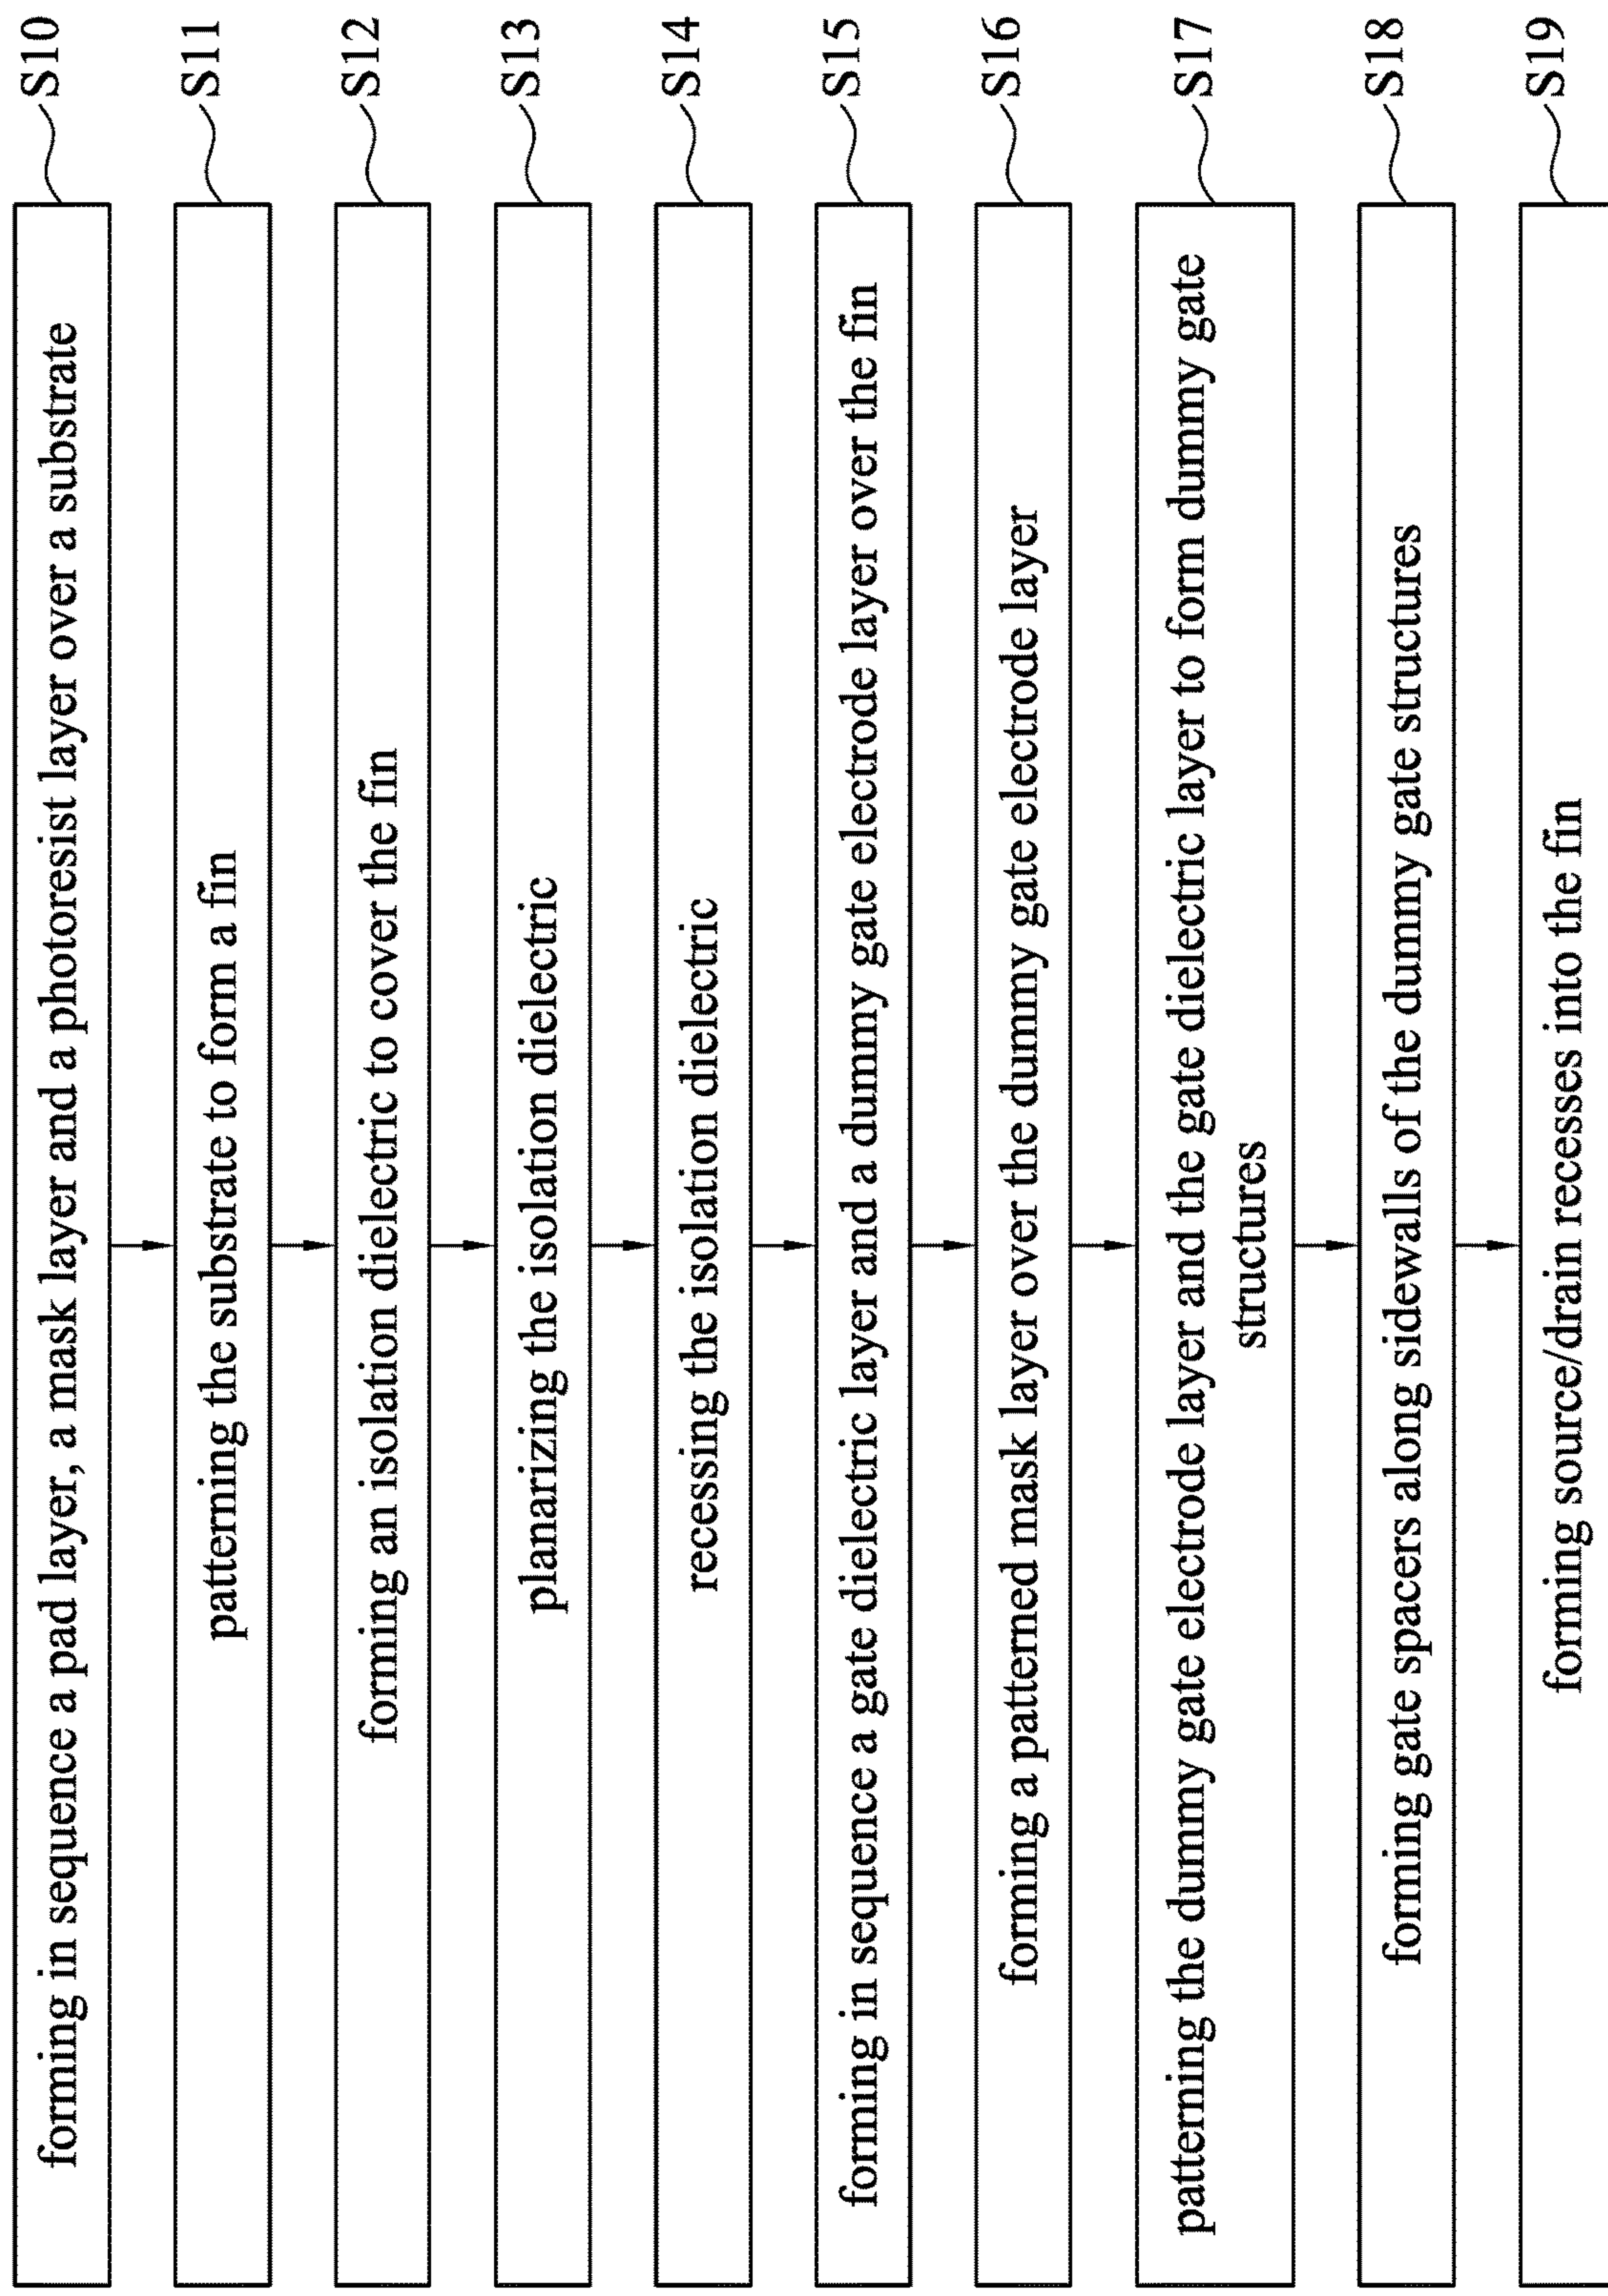 forming in sequence a pad layer, a mask layer and a photoresist layer over a substrate
S10
patterning the substrate to form a fin
S11
forming an isolation dielectric to cover the fin
S12
planarizing the isolation dielectric
S13
recessing the isolation dielectric
S14
forming in sequence a gate dielectric layer and a dummy gate electrode layer over the fin
S15
forming a patterned mask layer over the dummy gate electrode layer
S16
patterning the dummy gate electrode layer and the gate dielectric layer to form dummy gate
structures
S17
forming gate spacers along sidewalls of the dummy gate structures
S18
forming source/drain recesses into the fin
S19